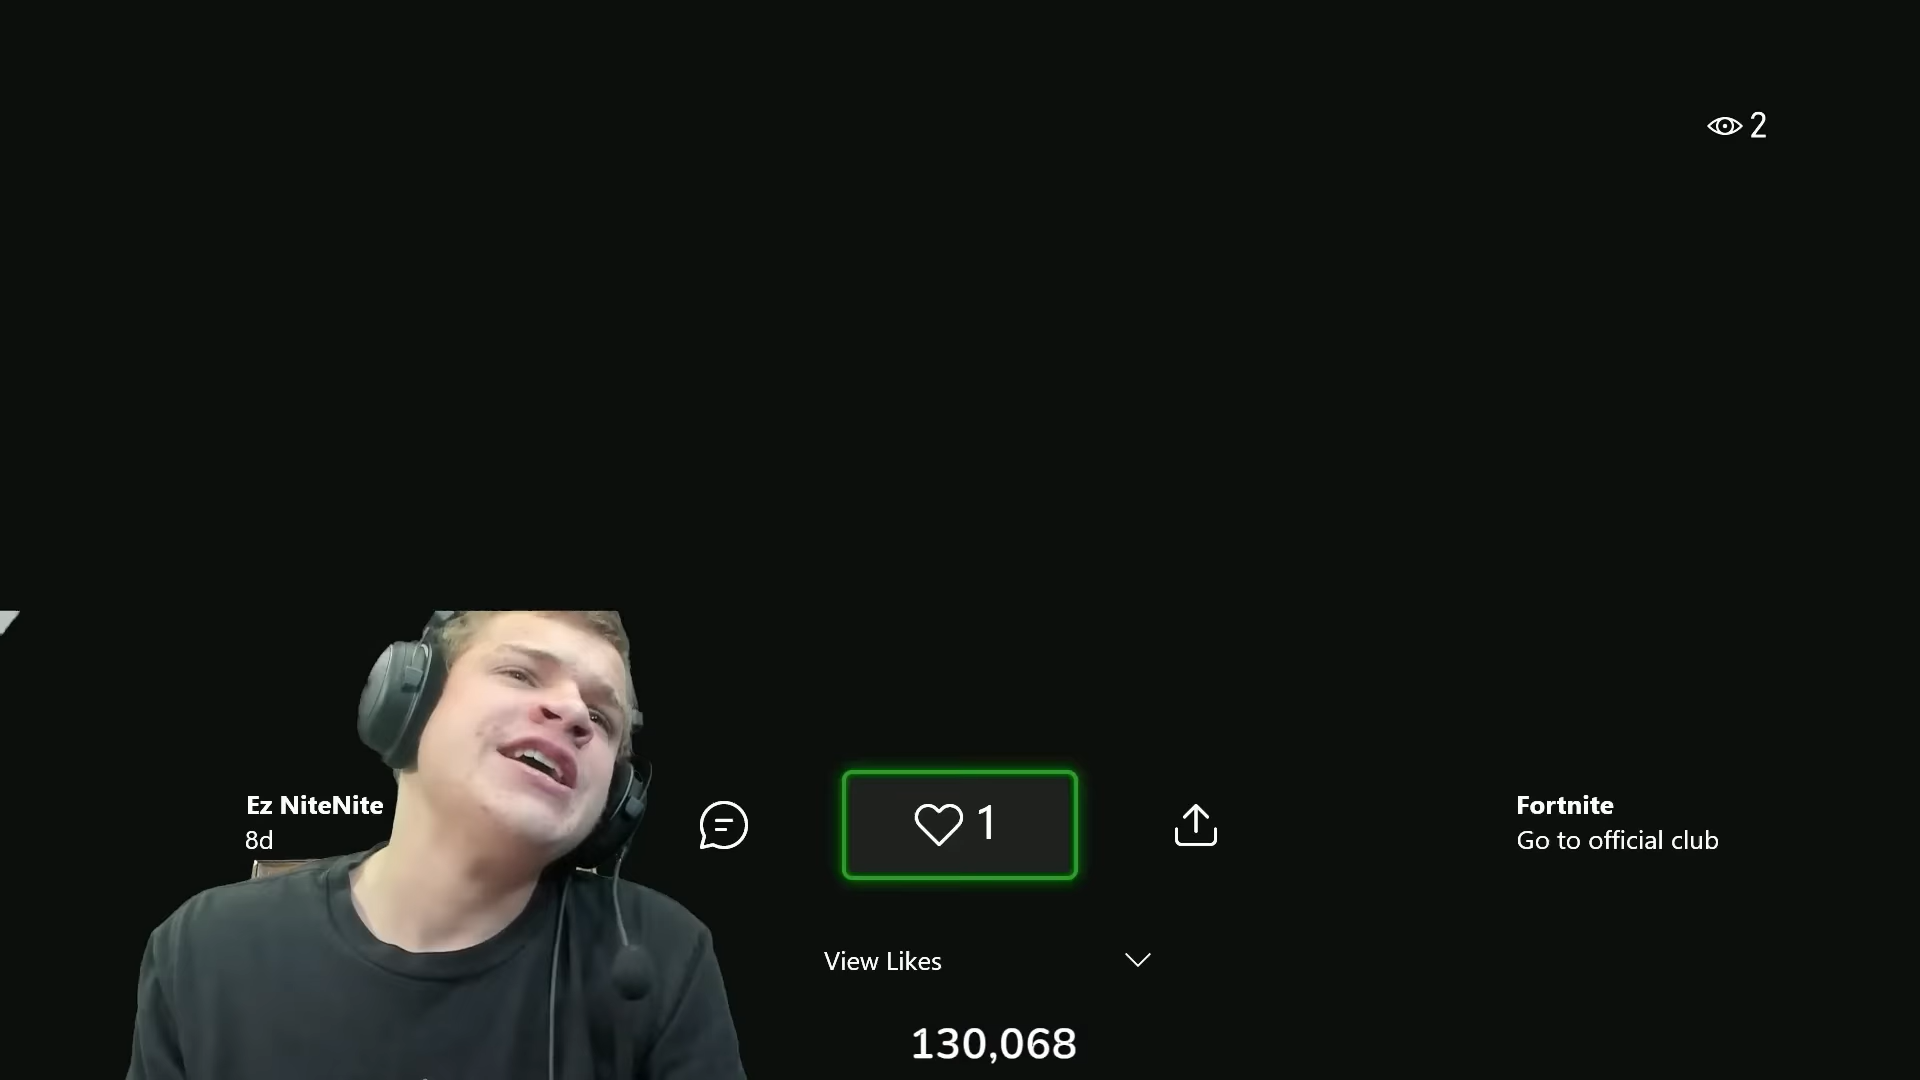 2
Ez NiteNite
8d
1
Fortnite
Go to official club
View Likes
130,068